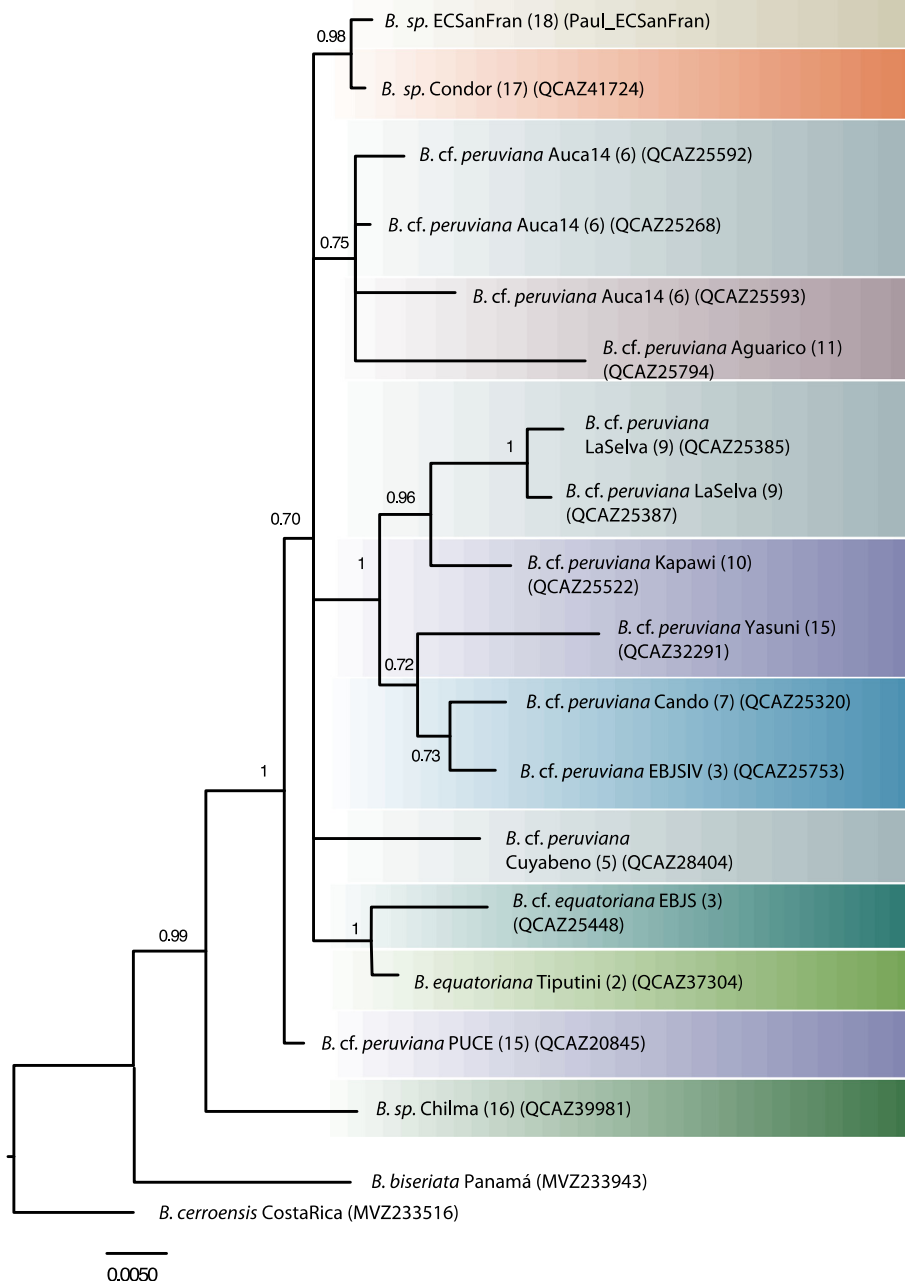 B. sp. ECSanFran (18) (Paul_ECSanFran)
0.98
B. sp. Condor (17) (QCAZ41724)
B. cf. peruviana Auca14 (6) (QCAZ25592)
B. cf. peruviana Auca14 (6) (QCAZ25268)
0.75
B. cf. peruviana Auca14 (6) (QCAZ25593)
B. cf. peruviana Aguarico (11)
(QCAZ25794)
B. cf. peruviana
LaSelva (9) (QCAZ25385)
1
B. cf. peruviana LaSelva (9)
(QCAZ25387)
0.96
0.70
B. cf. peruviana Kapawi (10)
(QCAZ25522)
1
B. cf. peruviana Yasuni (15)
(QCAZ32291)
0.72
B. cf. peruviana Cando (7) (QCAZ25320)
0.73
B. cf. peruviana EBJSIV (3) (QCAZ25753)
1
B. cf. peruviana
Cuyabeno (5) (QCAZ28404)
B. cf. equatoriana EBJS (3)
(QCAZ25448)
1
0.99
B. equatoriana Tiputini (2) (QCAZ37304)
B. cf. peruviana PUCE (15) (QCAZ20845)
B. sp. Chilma (16) (QCAZ39981)
B. biseriata Panamá (MVZ233943)
B. cerroensis CostaRica (MVZ233516)
0.0050